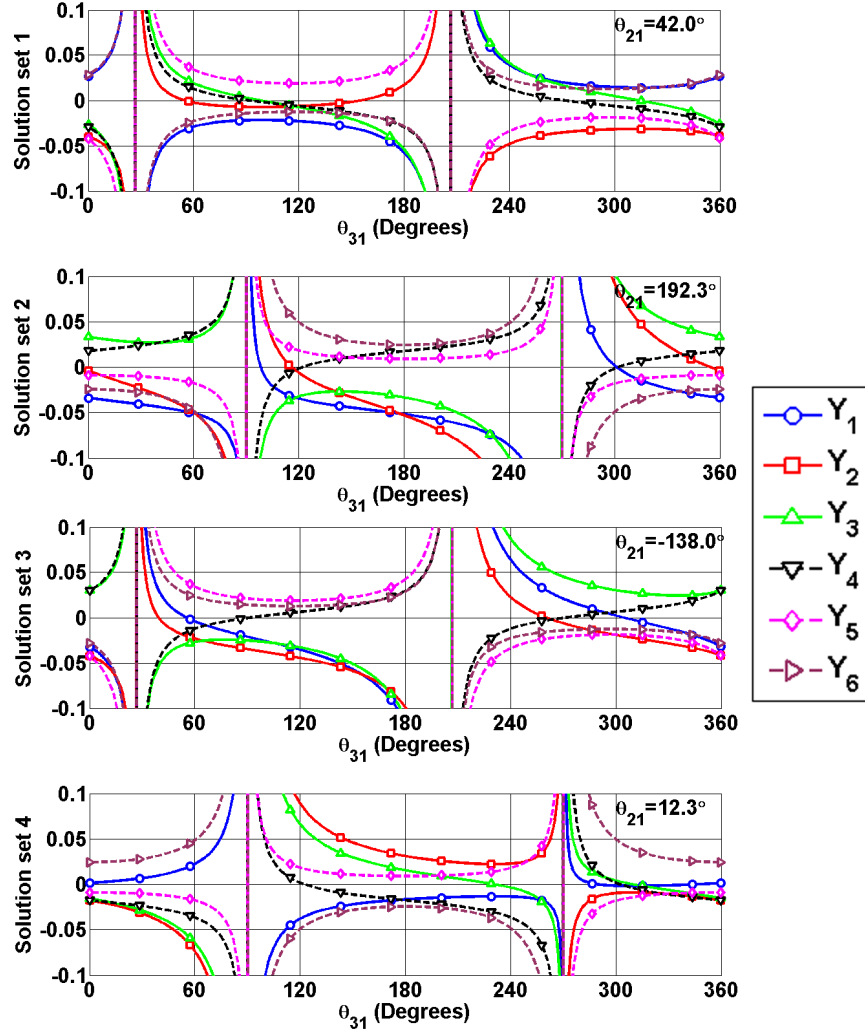 Solution set 1
0.1
0.05
0
-0.05
-0.1
θ21=42.0°
0 60 120 180 240 300 360
θ31 (Degrees)
Solution set 2
0.1
0.05
0
-0.05
-0.1
θ21=192.3°
0 60 120 180 240 300 360
θ31 (Degrees)
Solution set 3
0.1
0.05
0
-0.05
-0.1
θ21=-138.0°
0 60 120 180 240 300 360
θ31 (Degrees)
Solution set 4
0.1
0.05
0
-0.05
-0.1
θ21=12.3°
0 60 120 180 240 300 360
θ31 (Degrees)
Y1
Y2
Y3
Y4
Y5
Y6